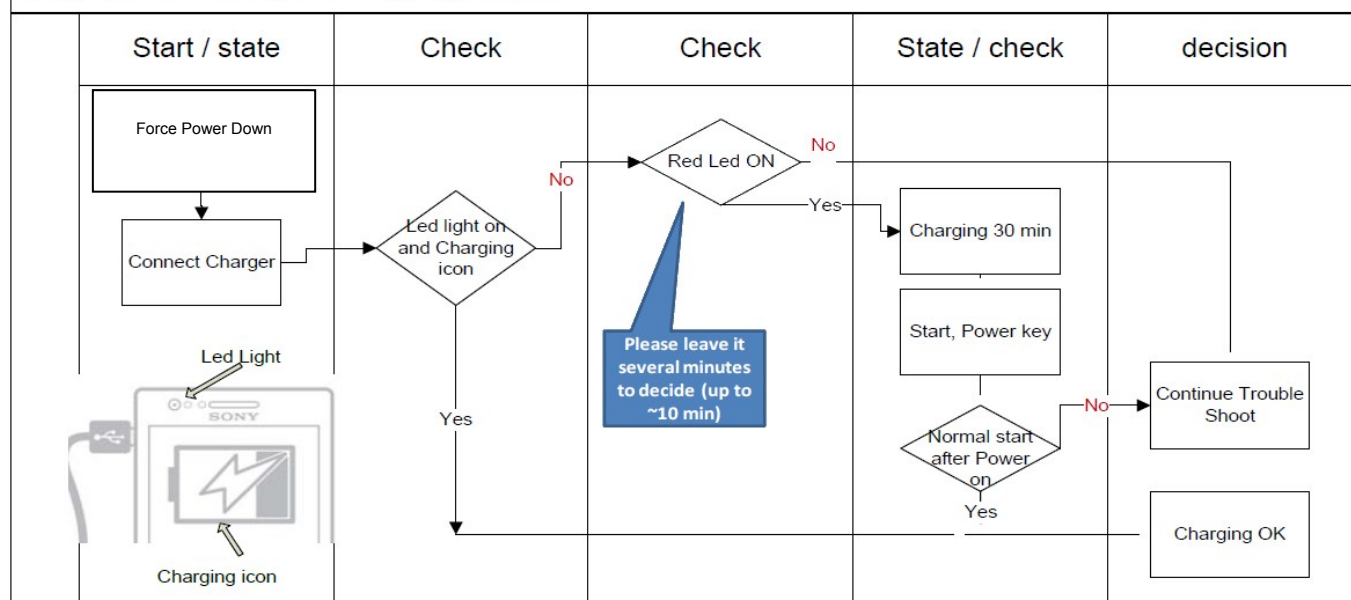 Start / state
Check
Check
State / check
decision
Force Power Down
Connect Charger
Led light on
and Charging
icon
No
Yes
Red Led ON
No
Yes
Please leave it
several minutes
to decide (up to
~10 min)
Charging 30 min
Start, Power key
Normal start
after Power
on
No
Yes
Continue Trouble
Shoot
Charging OK
Led Light
SONY
Charging icon